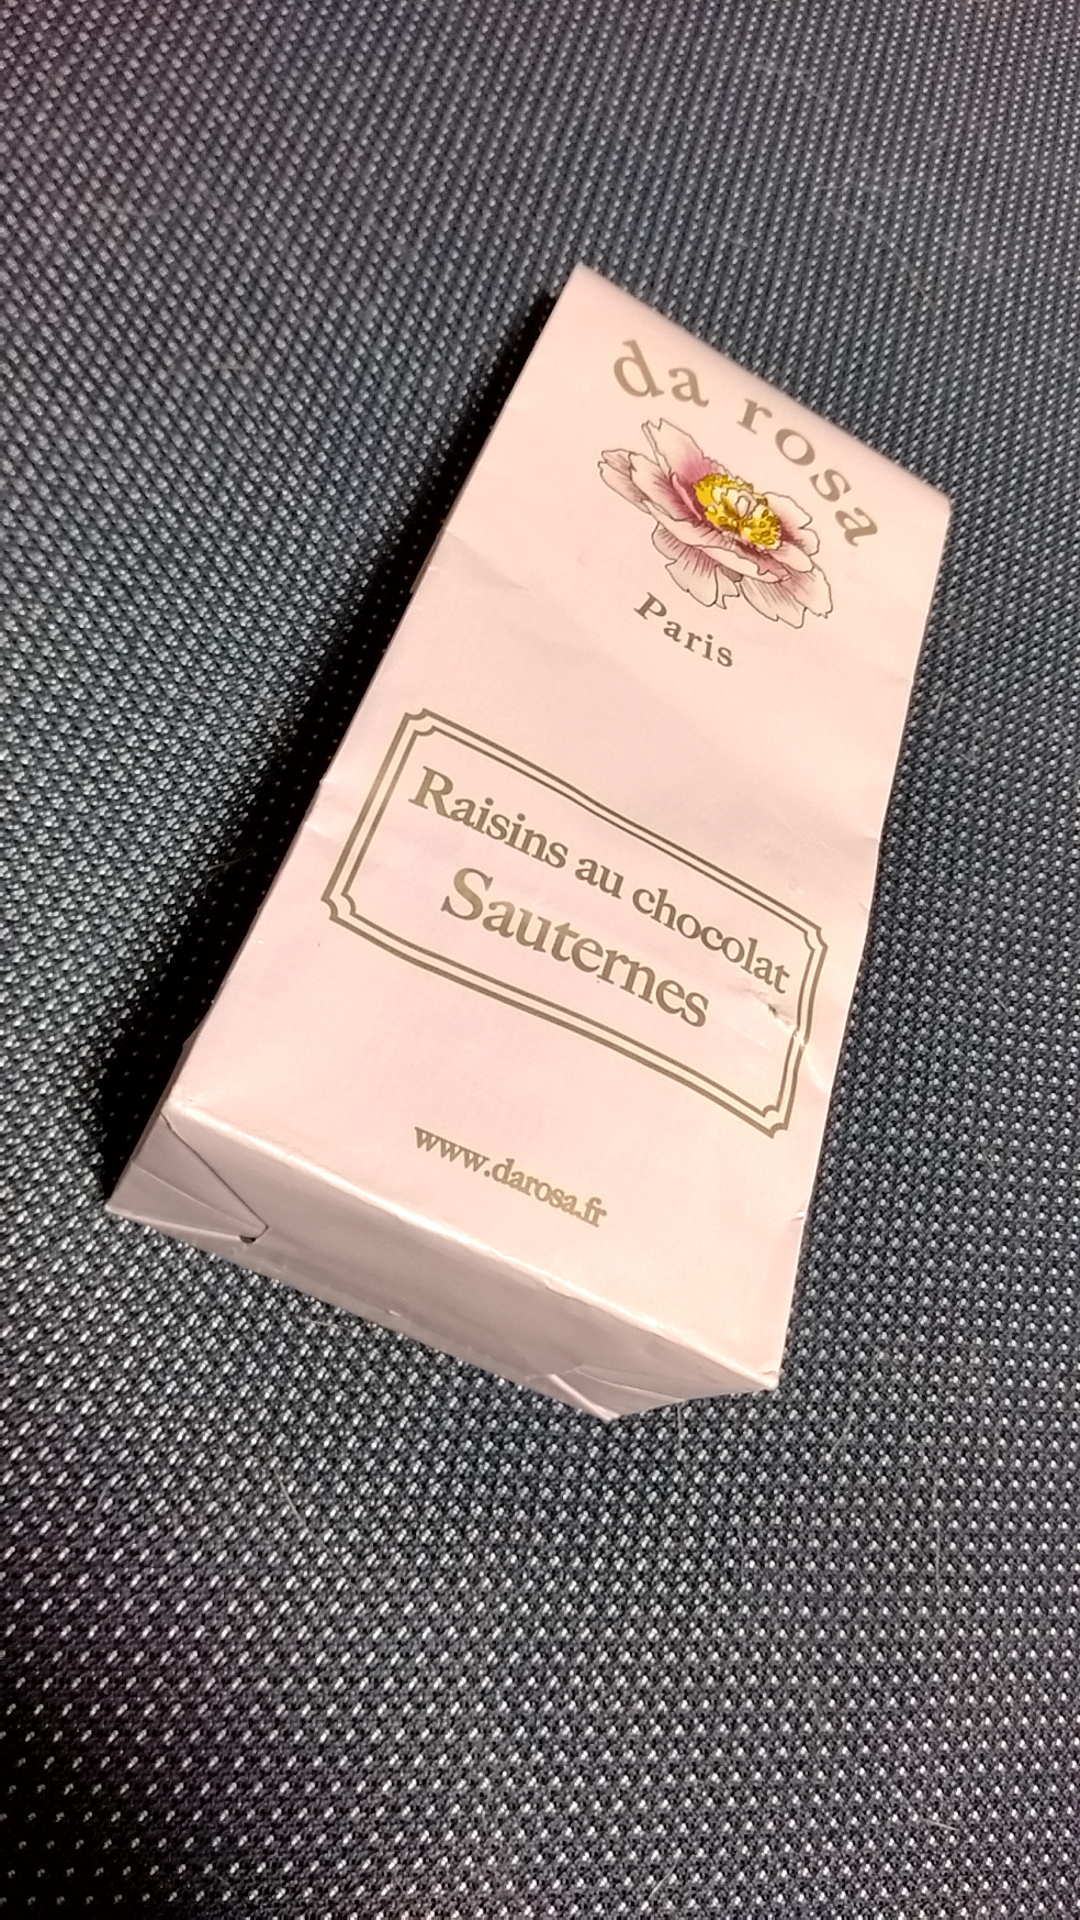 da rosa
Paris
Raisins au chocolat
Sauternes
www.darosa.fr